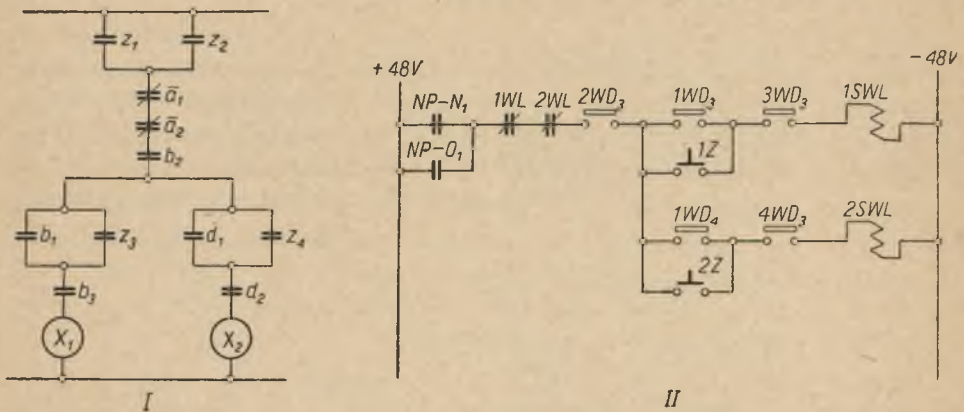 z₁ z₂
ā₁
ā₂
b₂
b₁ z₃ d₁ z₄
b₃ d₂
X₁ X₂
I
+48V -48V
NP-N₁ 1WL 2WL 2WD₃ 1WD₃ 3WD₃ 1SWL
NP-O₁
1Z
1WD₄ 4WD₃ 2SWL
2Z
II